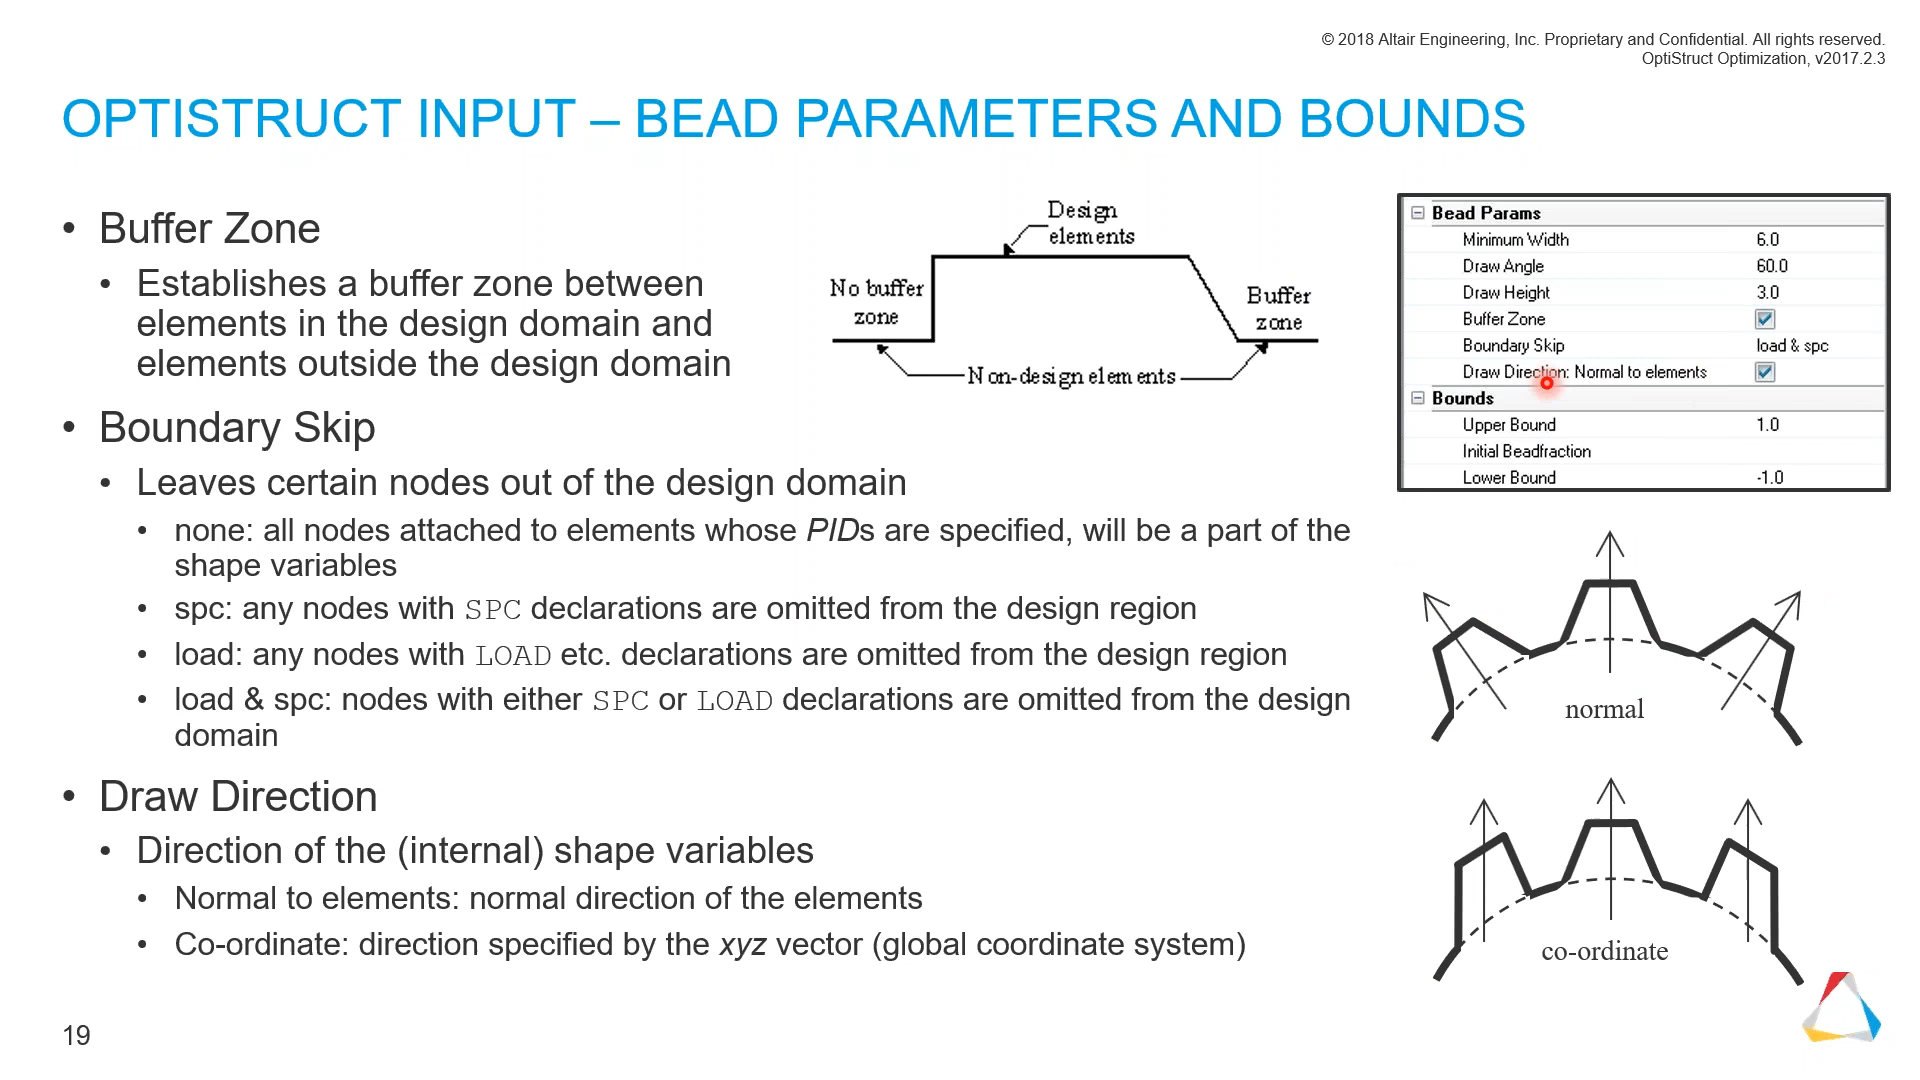 © 2018 Altair Engineering, Inc. Proprietary and Confidential. All rights reserved.
OptiStruct Optimization, v2017.2.3
OPTISTRUCT INPUT – BEAD PARAMETERS AND BOUNDS
• Buffer Zone
• Establishes a buffer zone between
elements in the design domain and
elements outside the design domain
Design
elements
No buffer
zone
Buffer
zone
Non-design elements
Bead Params
Minimum Width 6.0
Draw Angle 60.0
Draw Height 3.0
Buffer Zone
Boundary Skip load & spc
Draw Direction: Normal to elements
Bounds
Upper Bound 1.0
Initial Beadfraction
Lower Bound -1.0
• Boundary Skip
• Leaves certain nodes out of the design domain
• none: all nodes attached to elements whose PIDs are specified, will be a part of the
shape variables
• spc: any nodes with SPC declarations are omitted from the design region
• load: any nodes with LOAD etc. declarations are omitted from the design region
• load & spc: nodes with either SPC or LOAD declarations are omitted from the design
domain
normal
• Draw Direction
• Direction of the (internal) shape variables
• Normal to elements: normal direction of the elements
• Co-ordinate: direction specified by the xyz vector (global coordinate system)
co-ordinate
19